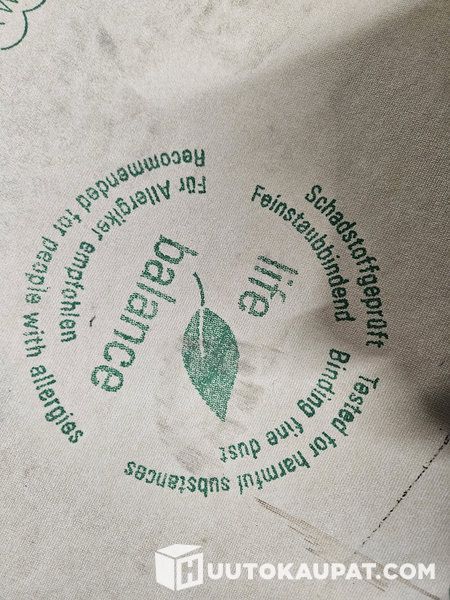 life
balance
Schadstoffgeprüft
Feinstaubbindend
Tested for harmful substances
Binding fine dust
Für Allergiker empfohlen
Recommended for people with allergies
HUUTOKAUPAT.COM